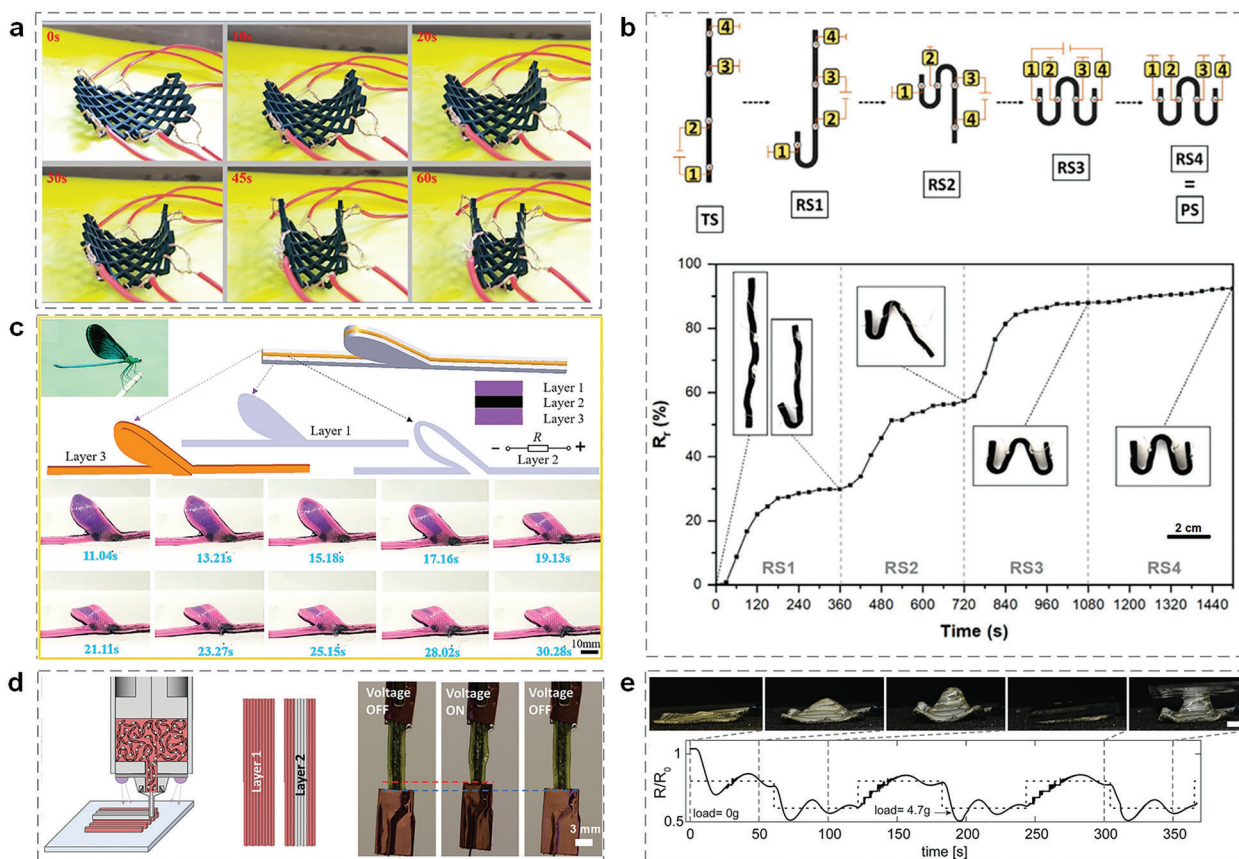 a
0s
10s
20s
30s
45s
60s
b
4
3
2
1
TS
4
3
2
1
RS1
2
1
3
4
RS2
1
2
3
4
RS3
1
2
3
4
RS4
=
PS
Rr (%)
100
80
60
40
20
0
RS1
RS2
RS3
RS4
2 cm
0
120
240
360
480
600
720
840
960
1080
1200
1320
1440
Time (s)
c
Layer 1
Layer 2
Layer 3
Layer 1
- R +
Layer 2
Layer 3
11.04s
13.21s
15.18s
17.16s
19.13s
21.11s
23.27s
25.15s
28.02s
30.28s
10mm
d
Layer 1
Layer 2
Voltage
OFF
Voltage
ON
Voltage
OFF
3 mm
e
R/R0
1
0.5
load= 0g
load= 4.7g
0
50
100
150
200
250
300
350
time [s]